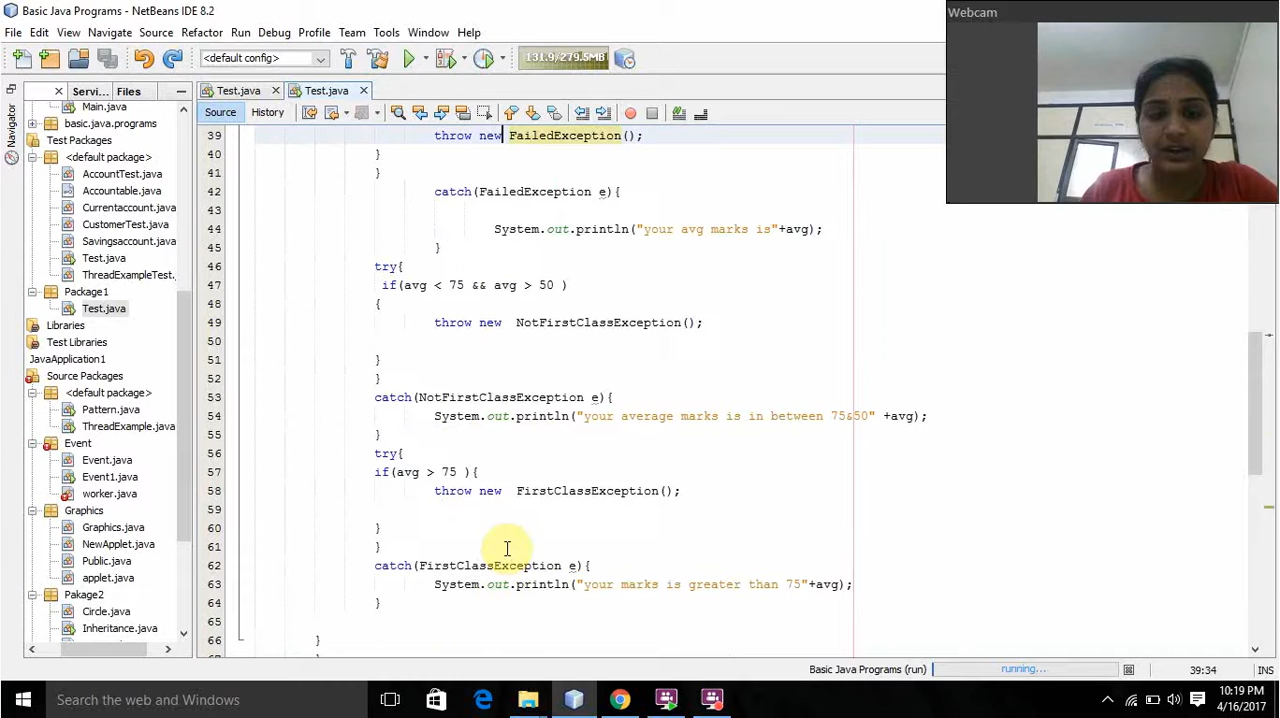 Basic Java Programs - NetBeans IDE 8.2
Webcam
File Edit View Navigate Source Refactor Run Debug Profile Team Tools Window Help
<default config> 131.9/279.5MB
Servi... Files
Test.java Test.java
Source History
Navigator
Main.java
basic.java.programs
Test Packages
<default package>
AccountTest.java
Accountable.java
Currentaccount.java
CustomerTest.java
Savingsaccount.java
Test.java
ThreadExampleTest.
Package1
Test.java
Libraries
Test Libraries
JavaApplication1
Source Packages
<default package>
Pattern.java
ThreadExample.java
Event
Event.java
Event1.java
worker.java
Graphics
Graphics.java
NewApplet.java
Public.java
applet.java
Pakage2
Circle.java
Inheritance.java
39 throw new FailedException();
40 }
41 }
42 catch(FailedException e){
43
44 System.out.println("your avg marks is"+avg);
45 }
46 try{
47 if(avg < 75 && avg > 50 )
48 {
49 throw new NotFirstClassException();
50
51 }
52 }
53 catch(NotFirstClassException e){
54 System.out.println("your average marks is in between 75&50" +avg);
55 }
56 try{
57 if(avg > 75 ){
58 throw new FirstClassException();
59
60 }
61 }
62 catch(FirstClassException e){
63 System.out.println("your marks is greater than 75"+avg);
64 }
65
66 }
Basic Java Programs (run) running... 39:34 INS
Search the web and Windows
10:19 PM
4/16/2017